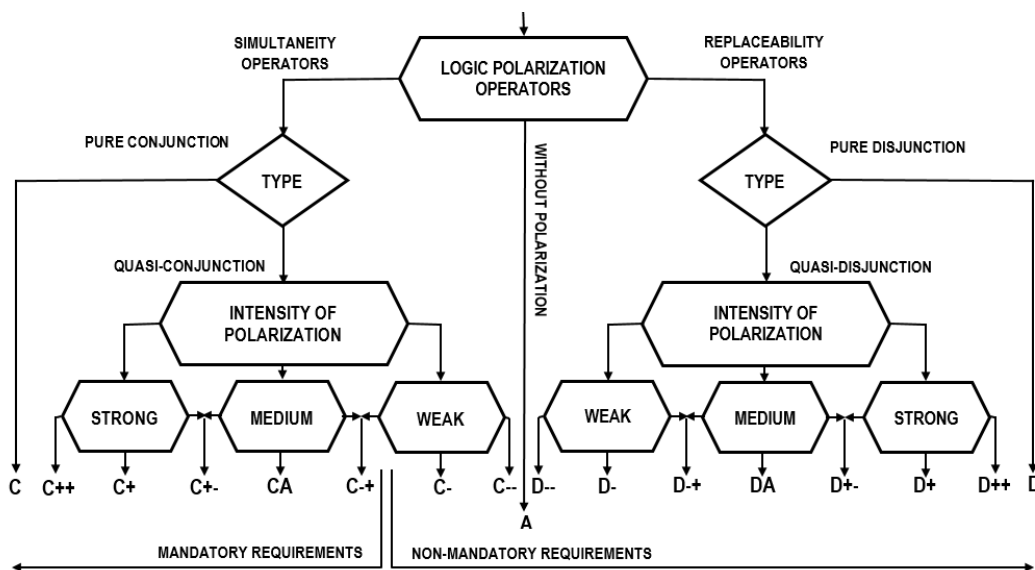 SIMULTANEITY
OPERATORS
REPLACEABILITY
OPERATORS
LOGIC POLARIZATION
OPERATORS
PURE CONJUNCTION
PURE DISJUNCTION
TYPE
TYPE
WITHOUT POLARIZATION
QUASI-CONJUNCTION
QUASI-DISJUNCTION
INTENSITY OF
POLARIZATION
INTENSITY OF
POLARIZATION
STRONG
MEDIUM
WEAK
WEAK
MEDIUM
STRONG
C C++ C+ C+- CA C-+ C- C-- D-- D- D-+ DA D+- D+ D++ D
A
MANDATORY REQUIREMENTS
NON-MANDATORY REQUIREMENTS